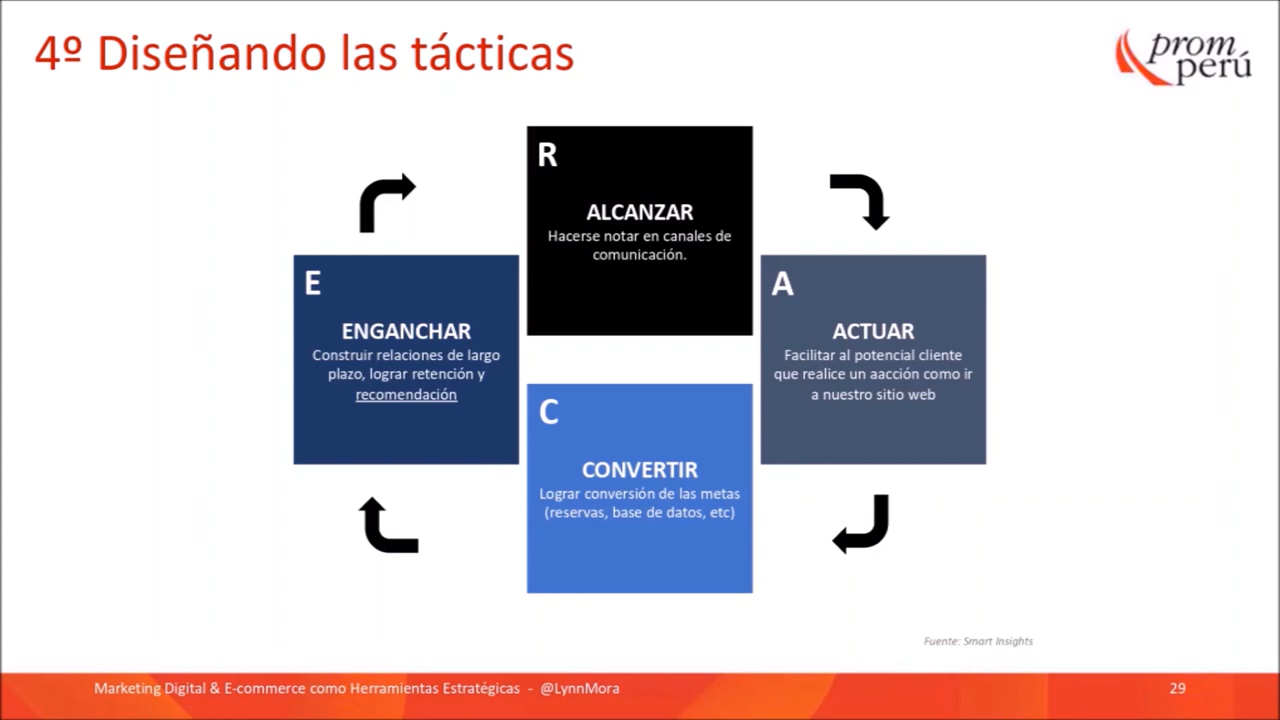 4º Diseñando las tácticas
prom
perú
R
ALCANZAR
Hacerse notar en canales de
comunicación.
E
ENGANCHAR
Construir relaciones de largo
plazo, lograr retención y
recomendación
A
ACTUAR
Facilitar al potencial cliente
que realice un aacción como ir
a nuestro sitio web
C
CONVERTIR
Lograr conversión de las metas
(reservas, base de datos, etc)
Fuente: Smart Insights
Marketing Digital & E-commerce como Herramientas Estratégicas - @LynnMora
29